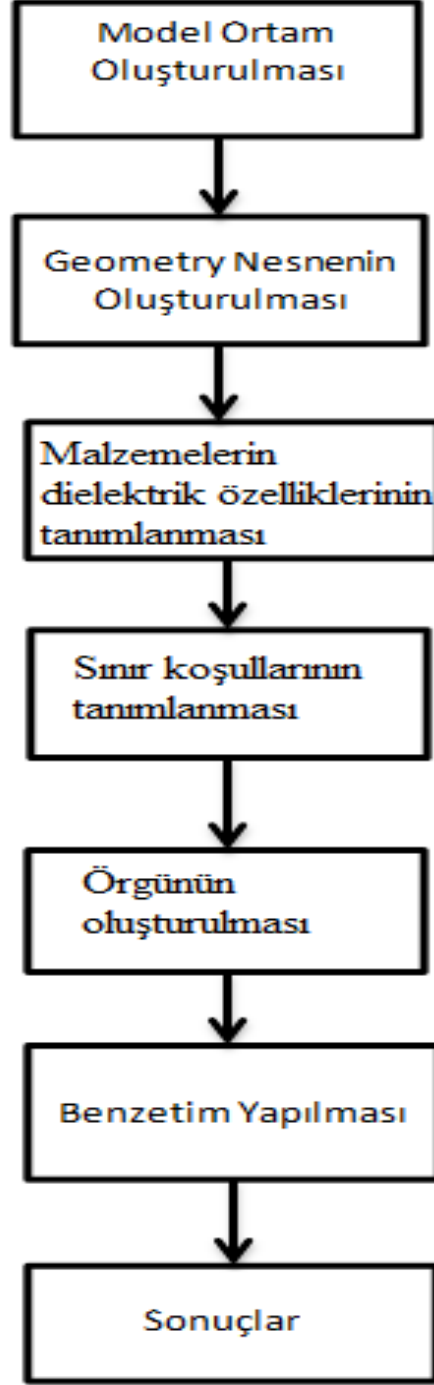 Model Ortam
Oluşturulması
Geometry Nesnenin
Oluşturulması
Malzemelerin
dielektrik özelliklerinin
tanımlanması
Sınır koşullarının
tanımlanması
Örgünün
oluşturulması
Benzetim Yapılması
Sonuçlar